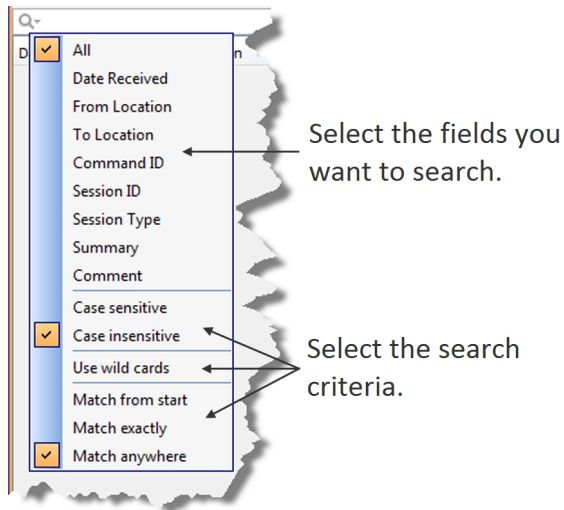 All
Date Received
From Location
To Location
Command ID
Session ID
Session Type
Summary
Comment
Case sensitive
Case insensitive
Use wild cards
Match from start
Match exactly
Match anywhere
Select the fields you
want to search.
Select the search
criteria.